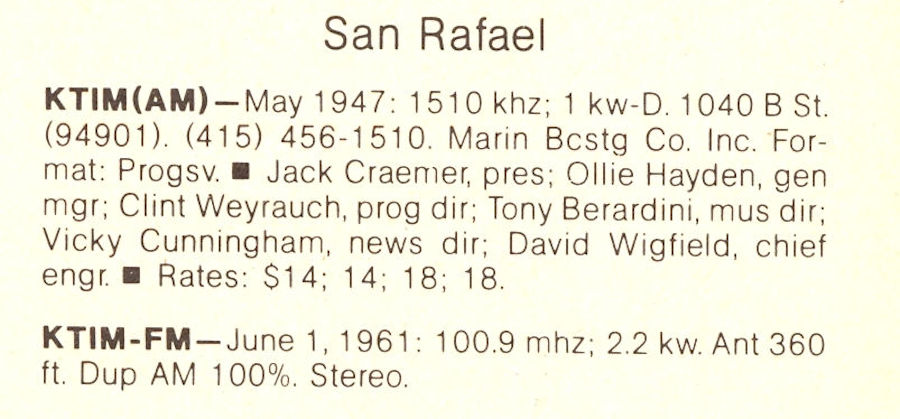 San Rafael
KTIM(AM)—May 1947: 1510 khz; 1 kw-D. 1040 B St.
(94901). (415) 456-1510. Marin Bcstg Co. Inc. For-
mat: Progsv. ■ Jack Craemer, pres; Ollie Hayden, gen
mgr; Clint Weyrauch, prog dir; Tony Berardini, mus dir;
Vicky Cunningham, news dir; David Wigfield, chief
engr. ■ Rates: $14; 14; 18; 18.
KTIM-FM—June 1, 1961: 100.9 mhz; 2.2 kw. Ant 360
ft. Dup AM 100%. Stereo.